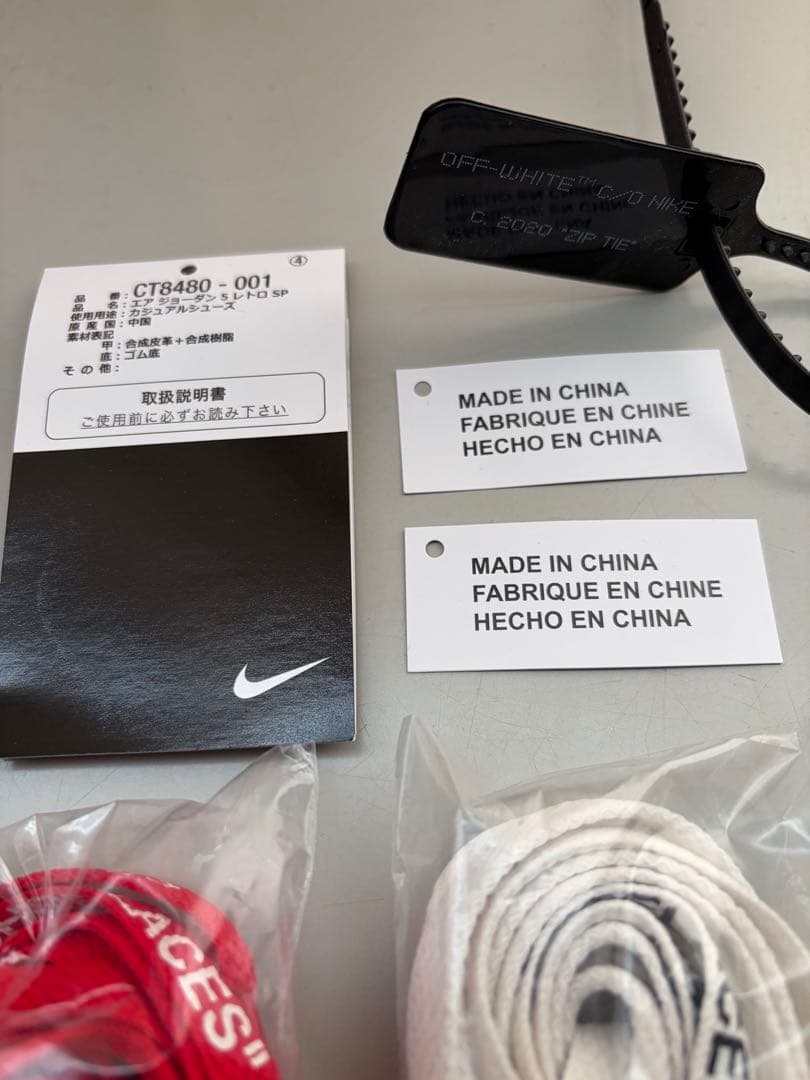 OFF-WHITE™ C/O NIKE
C. 2020 "ZIP TIE"
④
品 番：CT8480 - 001
品 名：エア ジョーダン 5 レトロ SP
使用用途：カジュアルシューズ
原 産 国：中国
素材表記
甲：合成皮革＋合成樹脂
底：ゴム底
そ の 他：
取扱説明書
ご使用前に必ずお読み下さい
MADE IN CHINA
FABRIQUE EN CHINE
HECHO EN CHINA
MADE IN CHINA
FABRIQUE EN CHINE
HECHO EN CHINA
ACES"